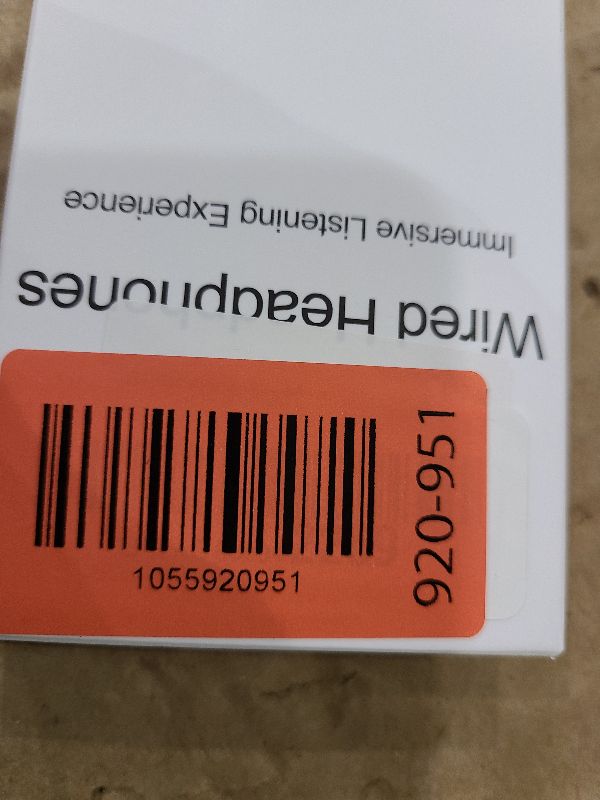 Wired Headphones
Immersive Listening Experience
1055920951
920-951